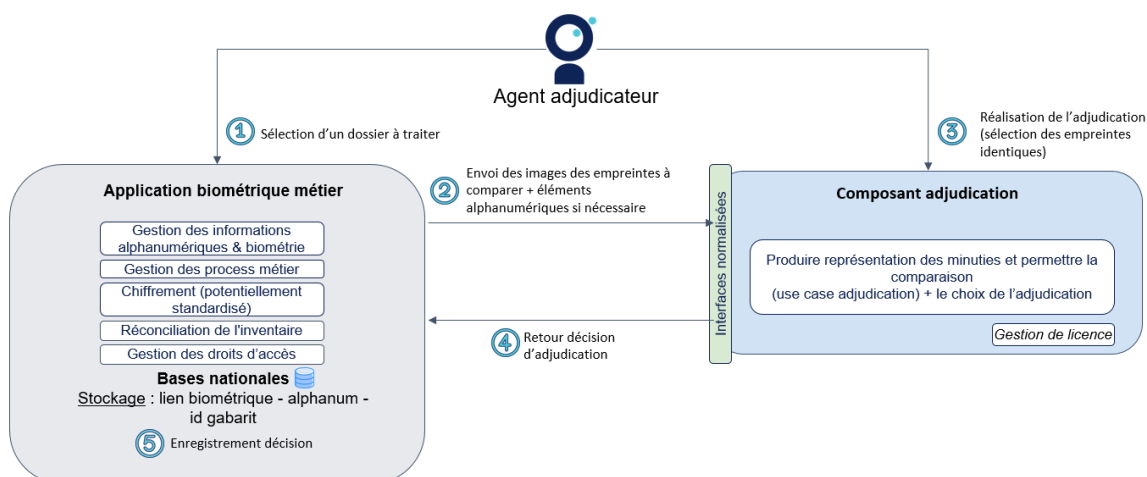 Agent adjudicateur
1
Sélection d’un dossier à traiter
3
Réalisation de l’adjudication
(sélection des empreintes
identiques)
Application biométrique métier
Gestion des informations
alphanumériques & biométrie
Gestion des process métier
Chiffrement (potentiellement
standardisé)
Réconciliation de l'inventaire
Gestion des droits d’accès
Bases nationales
Stockage : lien biométrique - alphanum -
id gabarit
5
Enregistrement décision
2
Envoi des images des empreintes à
comparer + éléments
alphanumériques si nécessaire
4
Retour décision
d’adjudication
Interfaces normalisées
Composant adjudication
Produire représentation des minuties et permettre la
comparaison
(use case adjudication) + le choix de l’adjudication
Gestion de licence